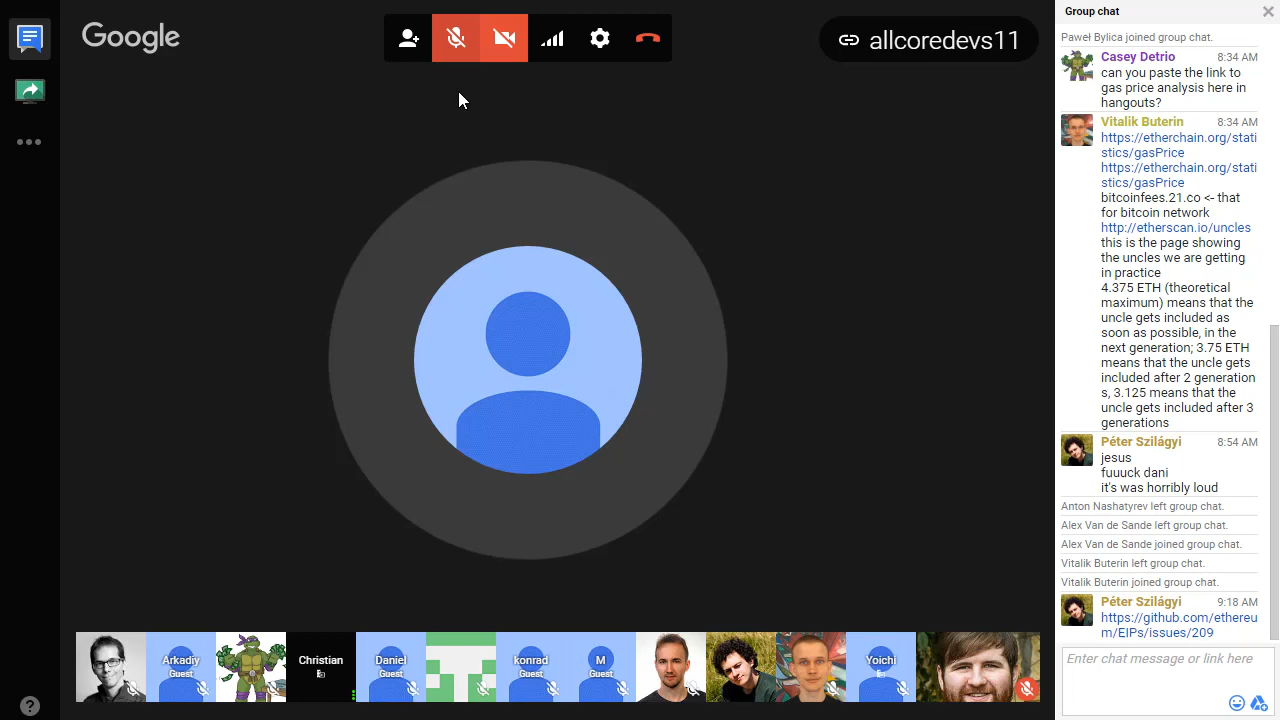 Google
allcoredevs11
Group chat
Paweł Bylica joined group chat.
Casey Detrio 8:34 AM
can you paste the link to
gas price analysis here in
hangouts?
Vitalik Buterin 8:34 AM
https://etherchain.org/stati
stics/gasPrice
https://etherchain.org/stati
stics/gasPrice
bitcoinfees.21.co <- that
for bitcoin network
http://etherscan.io/uncles
this is the page showing
the uncles we are getting
in practice
4.375 ETH (theoretical
maximum) means that the
uncle gets included as
soon as possible, in the
next generation; 3.75 ETH
means that the uncle gets
included after 2 generation
s, 3.125 means that the
uncle gets included after 3
generations
Péter Szilágyi 8:54 AM
jesus
fuuuck dani
it's was horribly loud
Anton Nashatyrev left group chat.
Alex Van de Sande left group chat.
Alex Van de Sande joined group chat.
Vitalik Buterin left group chat.
Vitalik Buterin joined group chat.
Péter Szilágyi 9:18 AM
https://github.com/ethereu
m/EIPs/issues/209
Enter chat message or link here
Arkadiy
Guest
Christian
Daniel
Guest
konrad
Guest
M
Guest
Yoichi
?